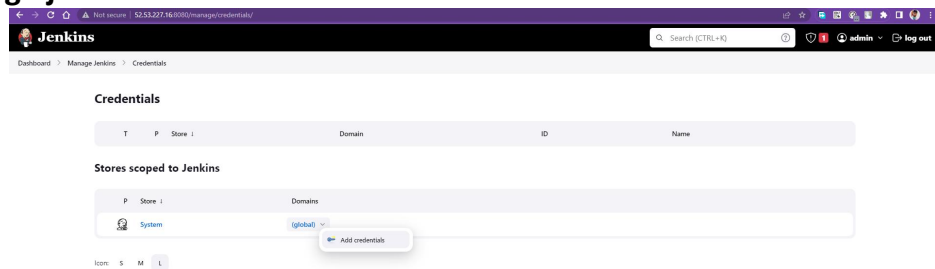 Not secure | 52.53.227.16:8080/manage/credentials/
Jenkins
Search (CTRL+K)
1
admin
log out
Dashboard > Manage Jenkins > Credentials
Credentials
T P Store ↓ Domain ID Name
Stores scoped to Jenkins
P Store ↓ Domains
System (global)
Add credentials
Icon: S M L